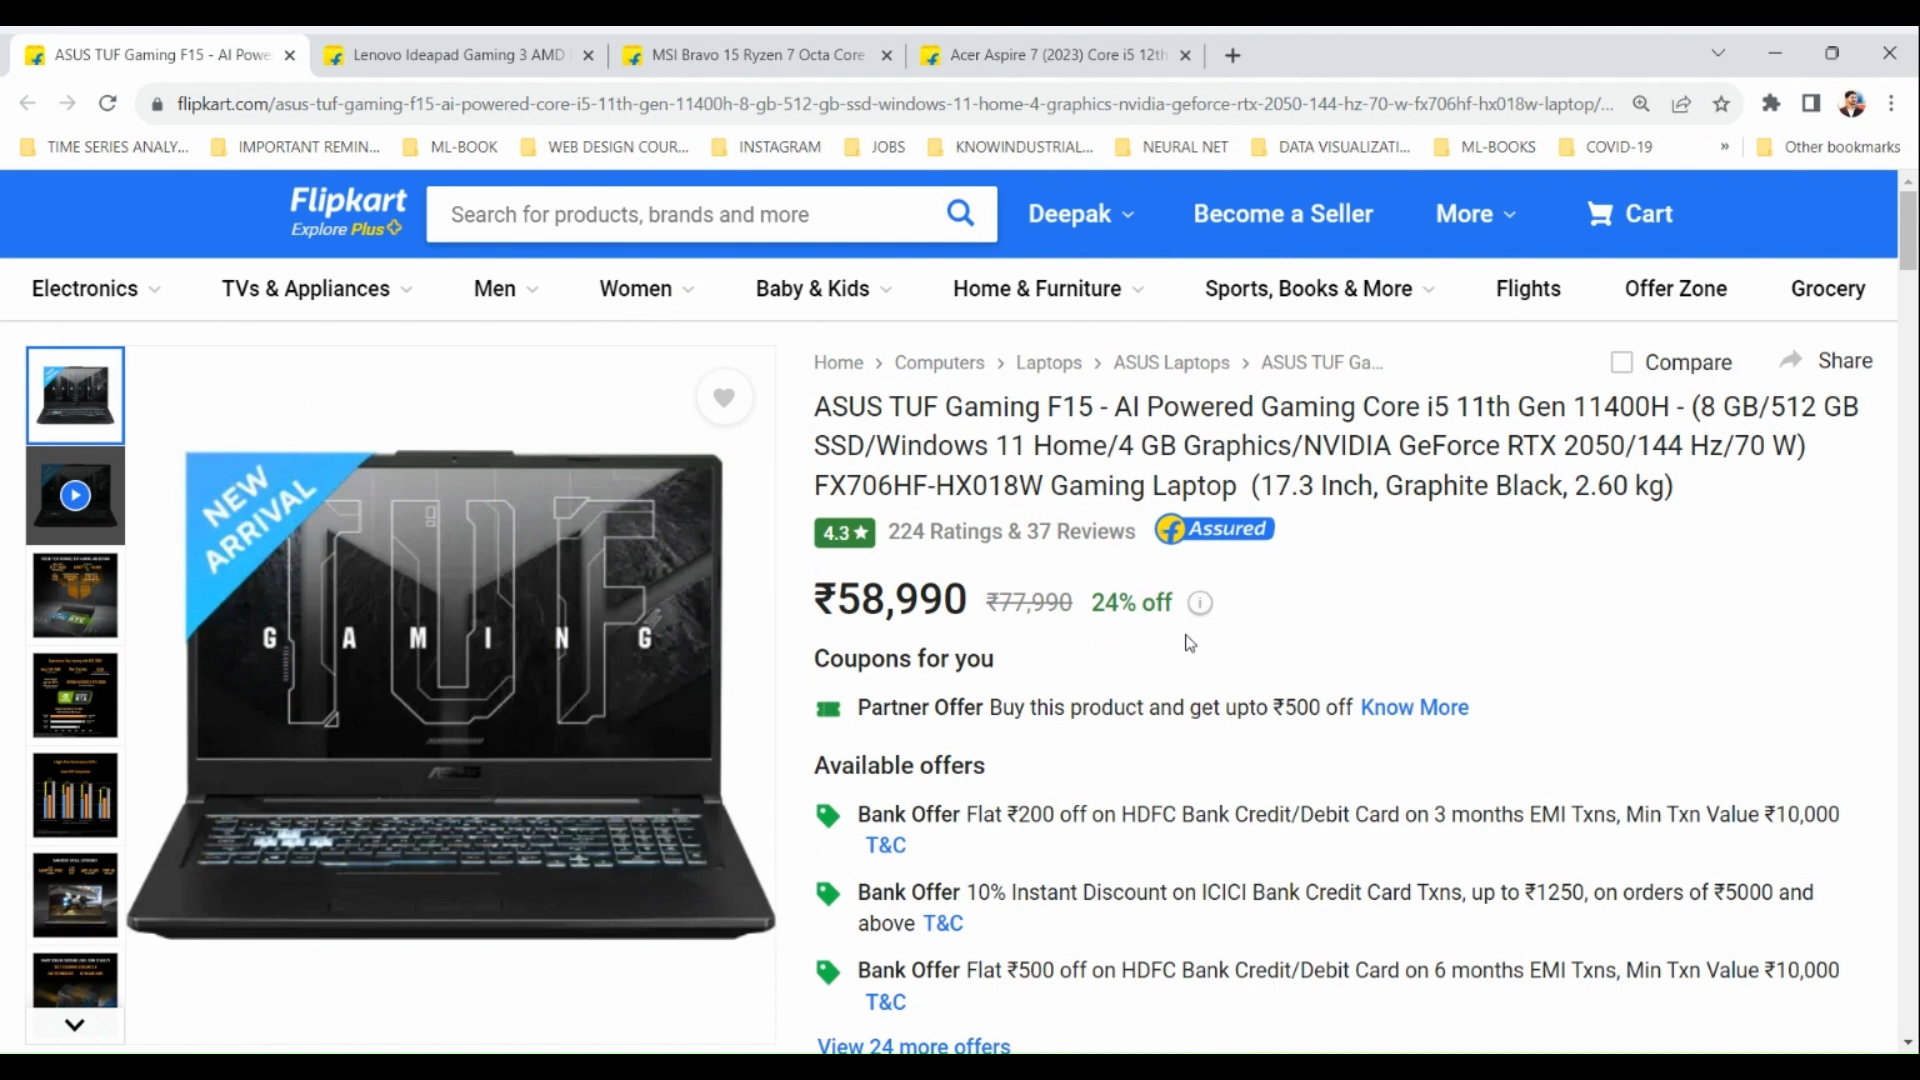 ASUS TUF Gaming F15 - AI Powe
Lenovo Ideapad Gaming 3 AMD
MSI Bravo 15 Ryzen 7 Octa Core
Acer Aspire 7 (2023) Core i5 12th
flipkart.com/asus-tuf-gaming-f15-ai-powered-core-i5-11th-gen-11400h-8-gb-512-gb-ssd-windows-11-home-4-graphics-nvidia-geforce-rtx-2050-144-hz-70-w-fx706hf-hx018w-laptop/...
TIME SERIES ANALY... IMPORTANT REMIN... ML-BOOK WEB DESIGN COUR... INSTAGRAM JOBS KNOWINDUSTRIAL... NEURAL NET DATA VISUALIZATI... ML-BOOKS COVID-19 » Other bookmarks
Flipkart
Explore Plus
Search for products, brands and more
Deepak
Become a Seller
More
Cart
Electronics TVs & Appliances Men Women Baby & Kids Home & Furniture Sports, Books & More Flights Offer Zone Grocery
NEW
ARRIVAL
TUF
GAMING
ASUS
Home > Computers > Laptops > ASUS Laptops > ASUS TUF Ga...
Compare
Share
ASUS TUF Gaming F15 - AI Powered Gaming Core i5 11th Gen 11400H - (8 GB/512 GB
SSD/Windows 11 Home/4 GB Graphics/NVIDIA GeForce RTX 2050/144 Hz/70 W)
FX706HF-HX018W Gaming Laptop (17.3 Inch, Graphite Black, 2.60 kg)
4.3★ 224 Ratings & 37 Reviews Assured
₹58,990 ₹77,990 24% off
Coupons for you
Partner Offer Buy this product and get upto ₹500 off Know More
Available offers
Bank Offer Flat ₹200 off on HDFC Bank Credit/Debit Card on 3 months EMI Txns, Min Txn Value ₹10,000
T&C
Bank Offer 10% Instant Discount on ICICI Bank Credit Card Txns, up to ₹1250, on orders of ₹5000 and
above T&C
Bank Offer Flat ₹500 off on HDFC Bank Credit/Debit Card on 6 months EMI Txns, Min Txn Value ₹10,000
T&C
View 24 more offers